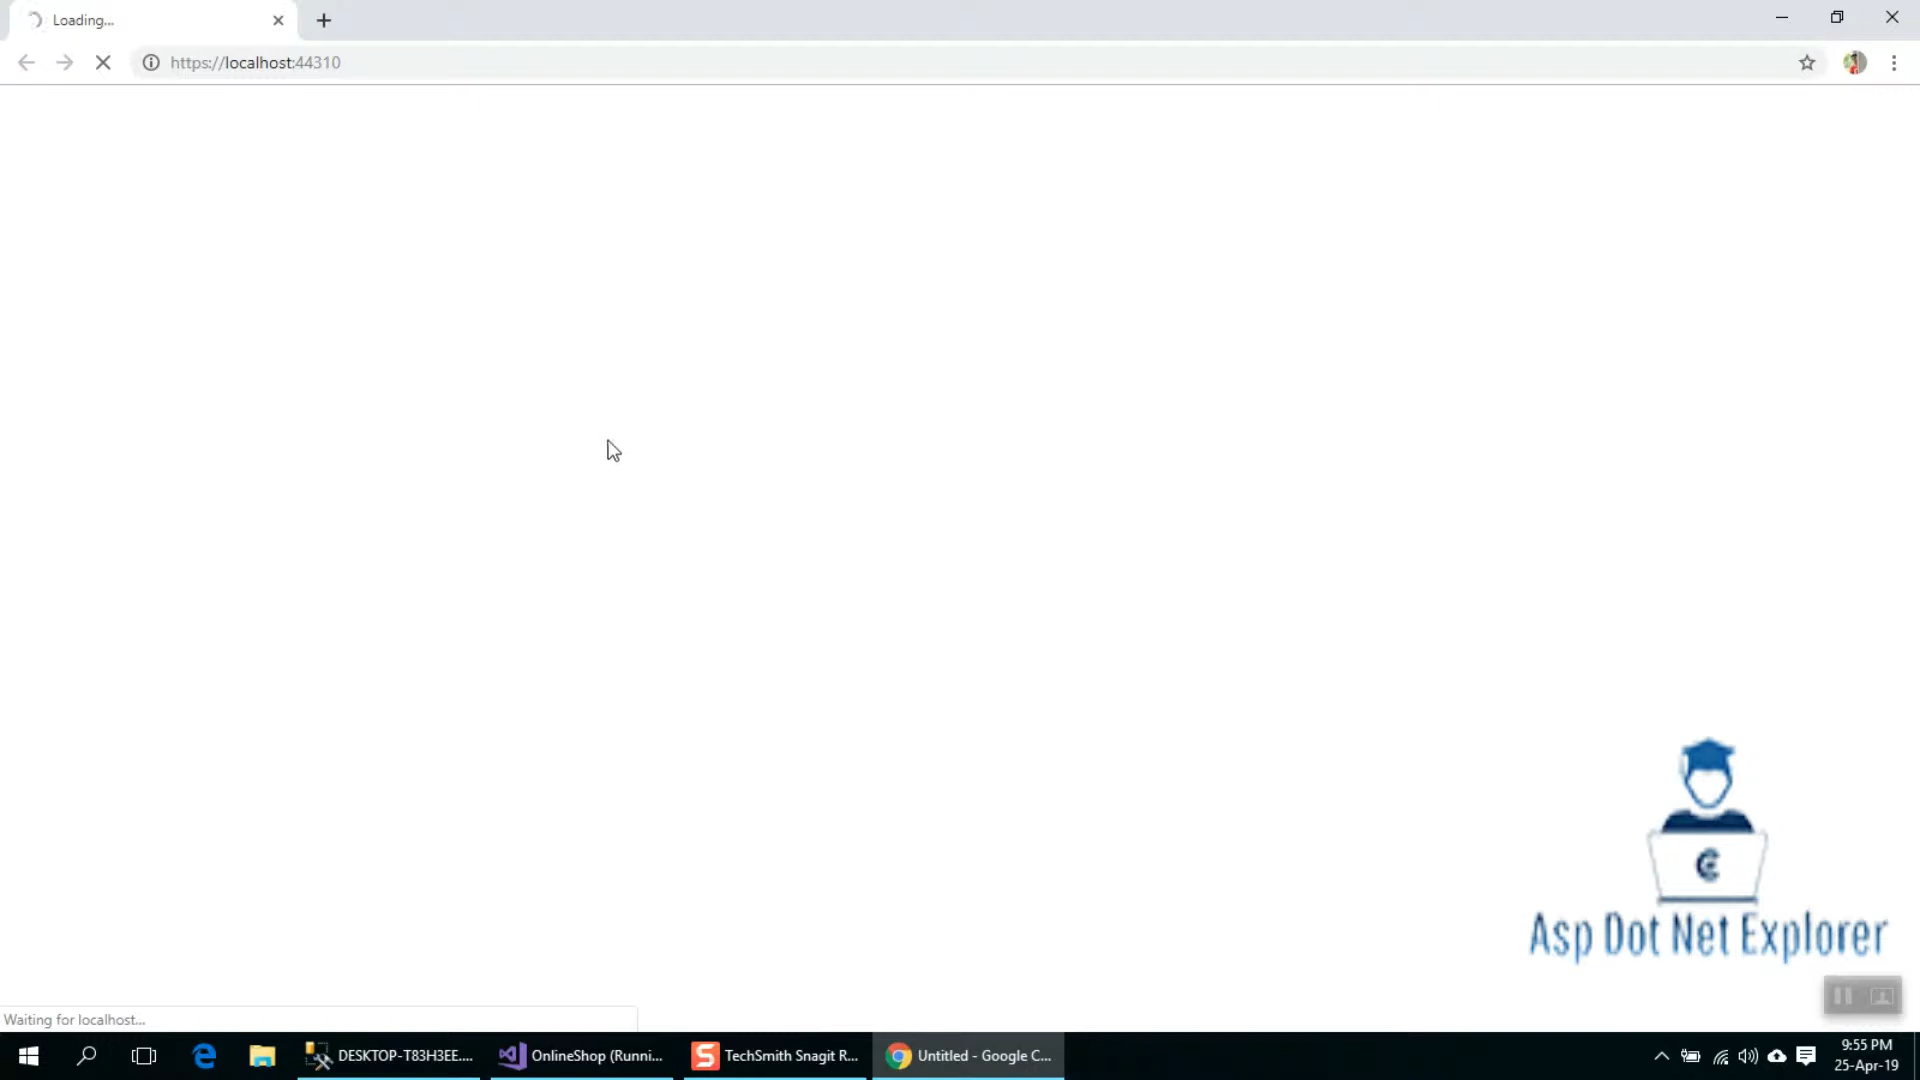 Loading...
https://localhost:44310
Asp Dot Net Explorer
Waiting for localhost...
DESKTOP-T83H3EE....
OnlineShop (Runni...
TechSmith Snagit R...
Untitled - Google C...
9:55 PM
25-Apr-19